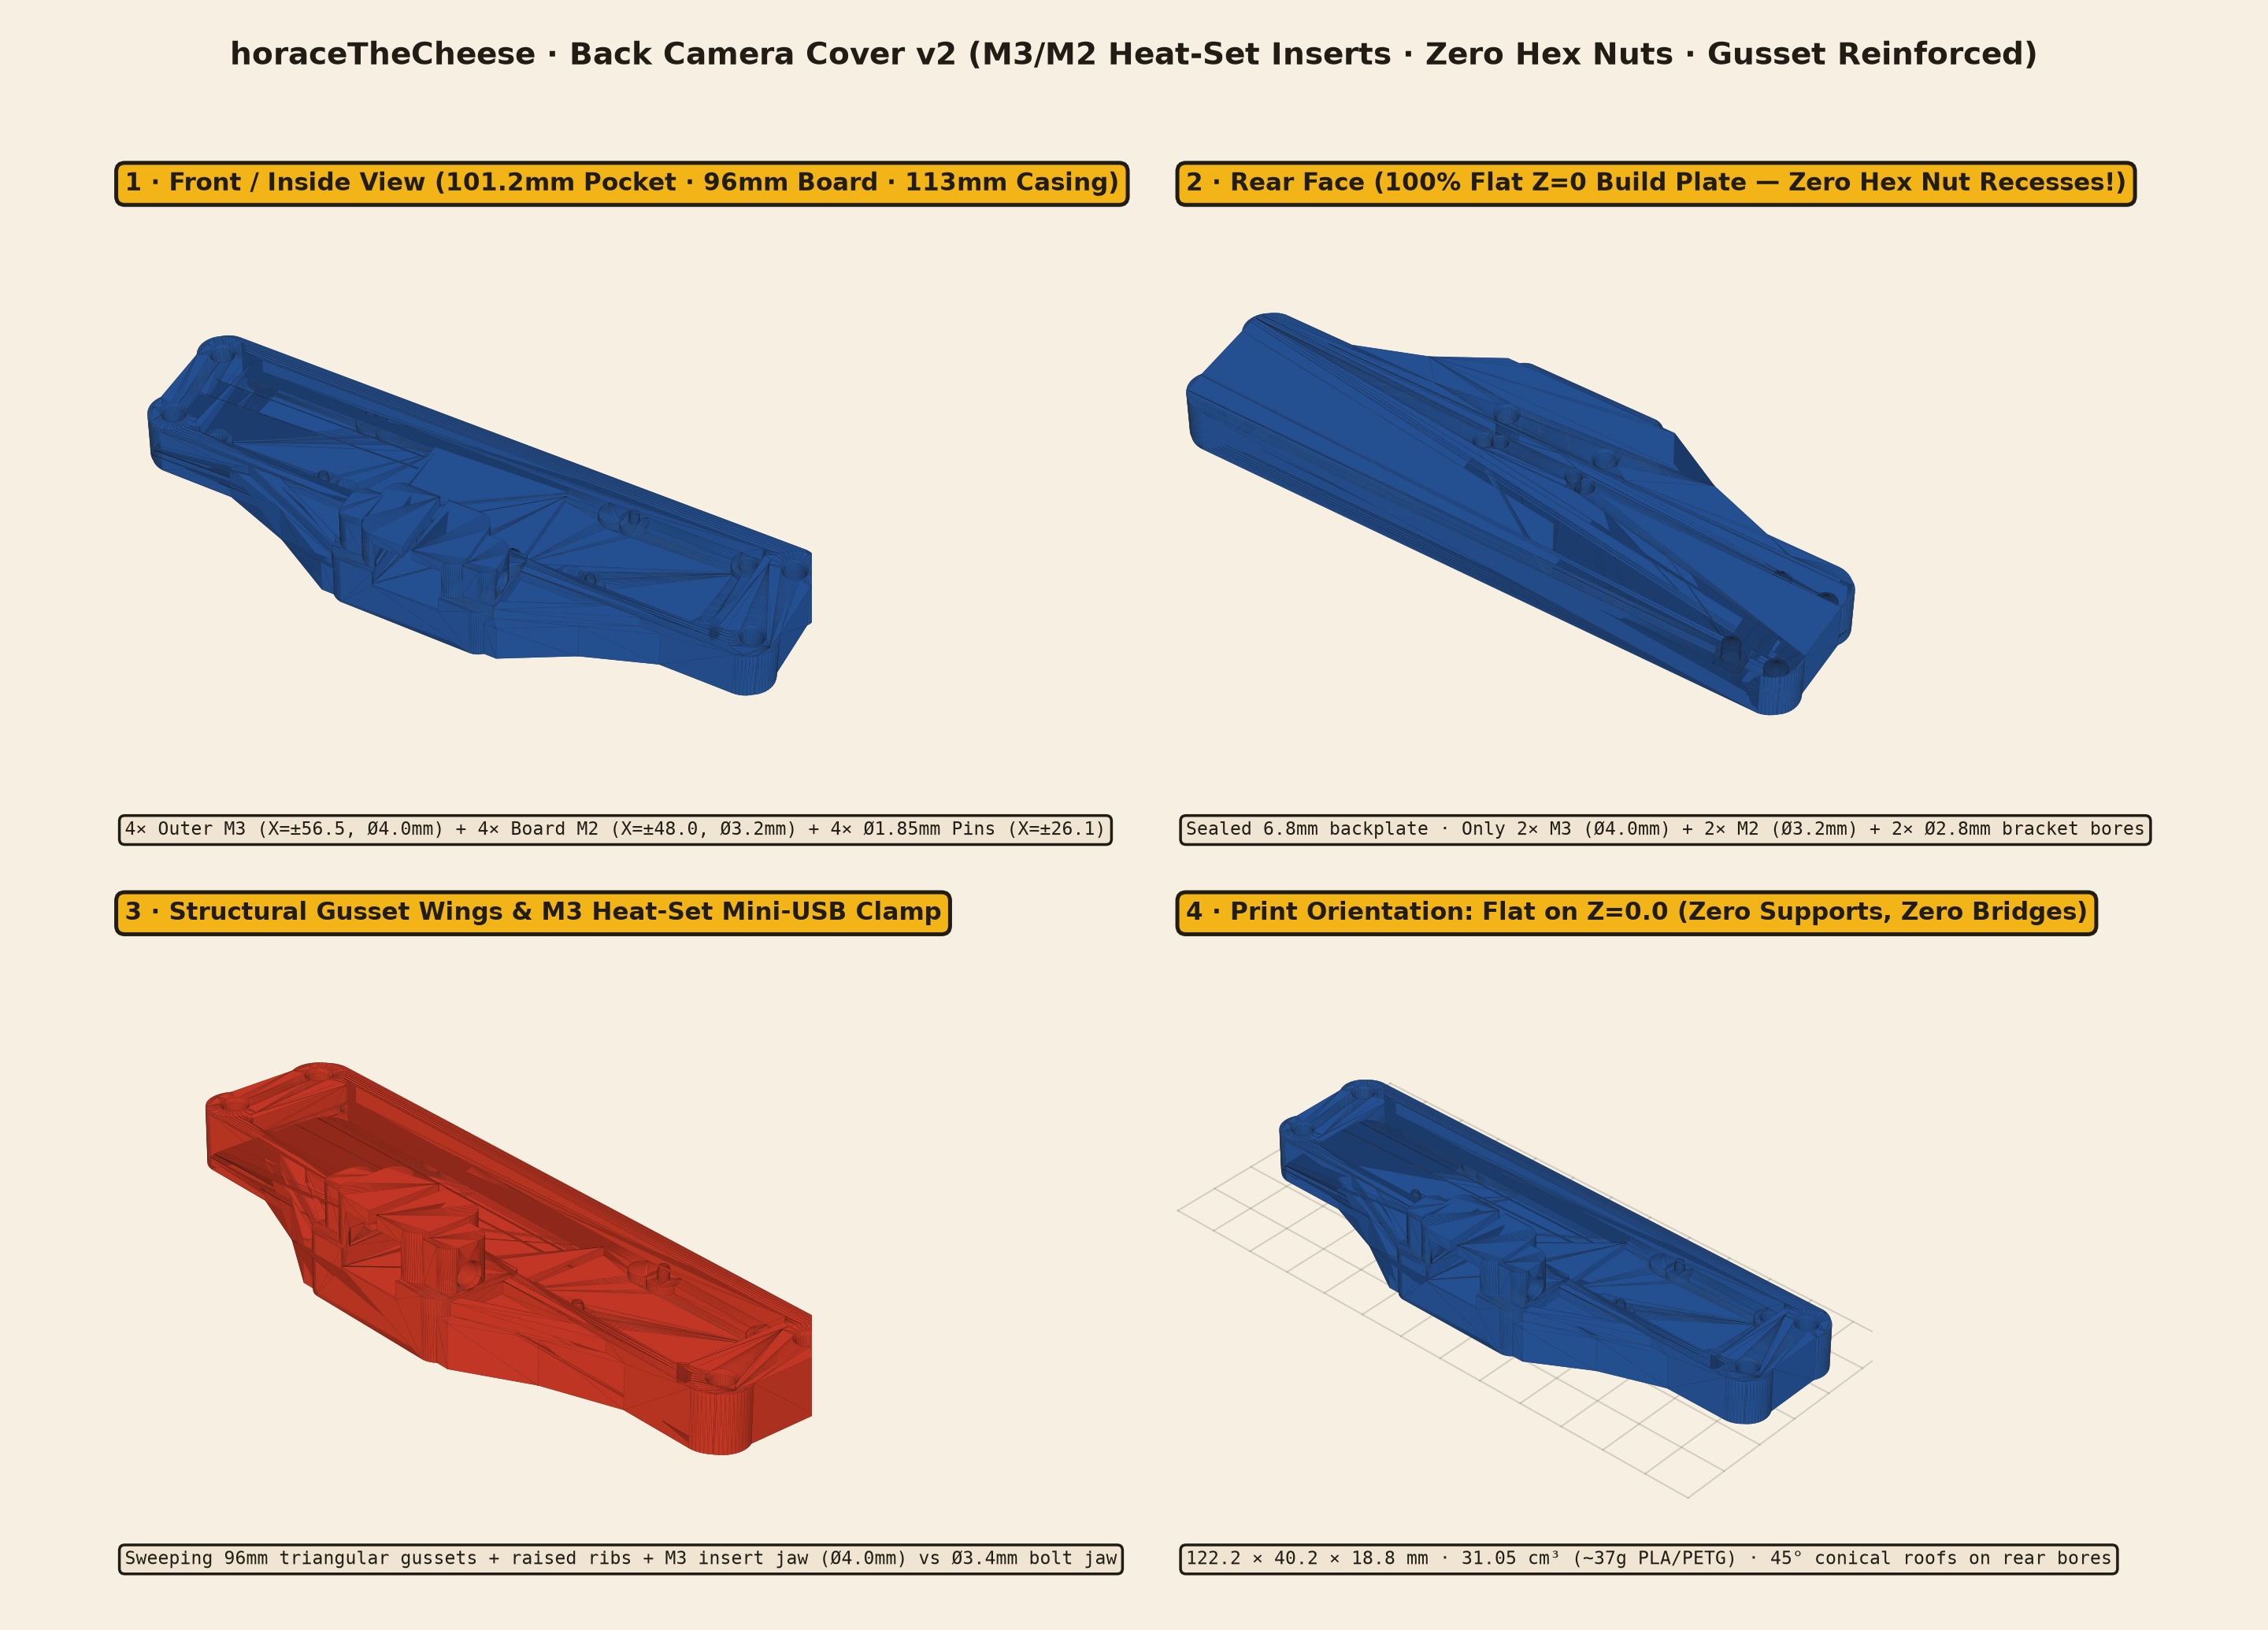 horaceTheCheese · Back Camera Cover v2 (M3/M2 Heat-Set Inserts · Zero Hex Nuts · Gusset Reinforced)
1 · Front / Inside View (101.2mm Pocket · 96mm Board · 113mm Casing)
2 · Rear Face (100% Flat Z=0 Build Plate — Zero Hex Nut Recesses!)
4× Outer M3 (X=±56.5, Ø4.0mm) + 4× Board M2 (X=±48.0, Ø3.2mm) + 4× Ø1.85mm Pins (X=±26.1)
Sealed 6.8mm backplate · Only 2× M3 (Ø4.0mm) + 2× M2 (Ø3.2mm) + 2× Ø2.8mm bracket bores
3 · Structural Gusset Wings & M3 Heat-Set Mini-USB Clamp
4 · Print Orientation: Flat on Z=0.0 (Zero Supports, Zero Bridges)
Sweeping 96mm triangular gussets + raised ribs + M3 insert jaw (Ø4.0mm) vs Ø3.4mm bolt jaw
122.2 × 40.2 × 18.8 mm · 31.05 cm³ (~37g PLA/PETG) · 45° conical roofs on rear bores